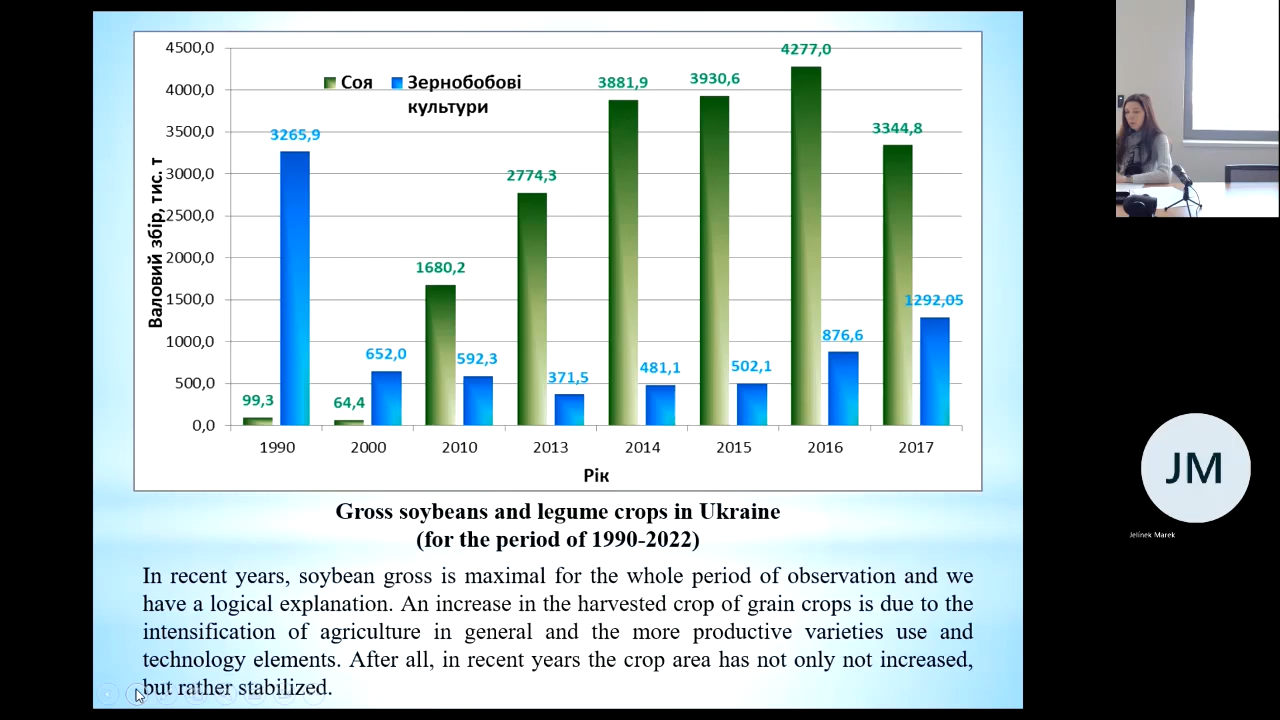 4500,0
4000,0
3500,0
3000,0
2500,0
2000,0
1500,0
1000,0
500,0
0,0
Валовий збір, тис. т
Соя
Зернобобові
культури
99,3
3265,9
64,4
652,0
1680,2
592,3
2774,3
371,5
3881,9
481,1
3930,6
502,1
4277,0
876,6
3344,8
1292,05
1990 2000 2010 2013 2014 2015 2016 2017
Рік
Gross soybeans and legume crops in Ukraine
(for the period of 1990-2022)
In recent years, soybean gross is maximal for the whole period of observation and we
have a logical explanation. An increase in the harvested crop of grain crops is due to the
intensification of agriculture in general and the more productive varieties use and
technology elements. After all, in recent years the crop area has not only not increased,
but rather stabilized.
JM
Jelínek Marek